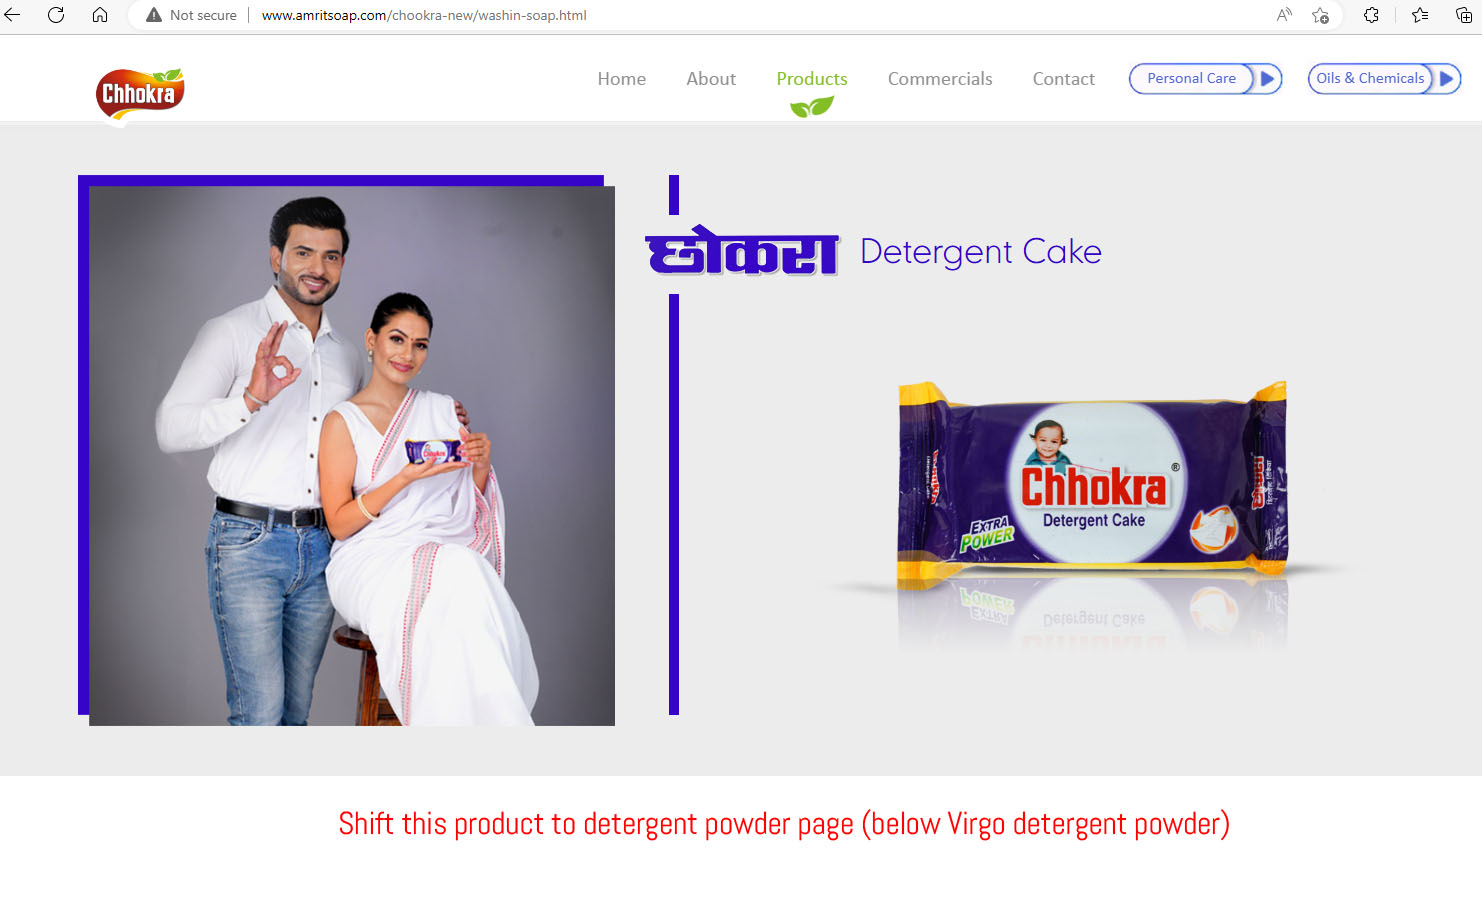 Not secure
www.amritsoap.com/chookra-new/washin-soap.html
Chhokra
Home
About
Products
Commercials
Contact
Personal Care
Oils & Chemicals
छोकरा Detergent Cake
Chhokra
Chhokra®
Detergent Cake
EXTRA
POWER
Shift this product to detergent powder page (below Virgo detergent powder)